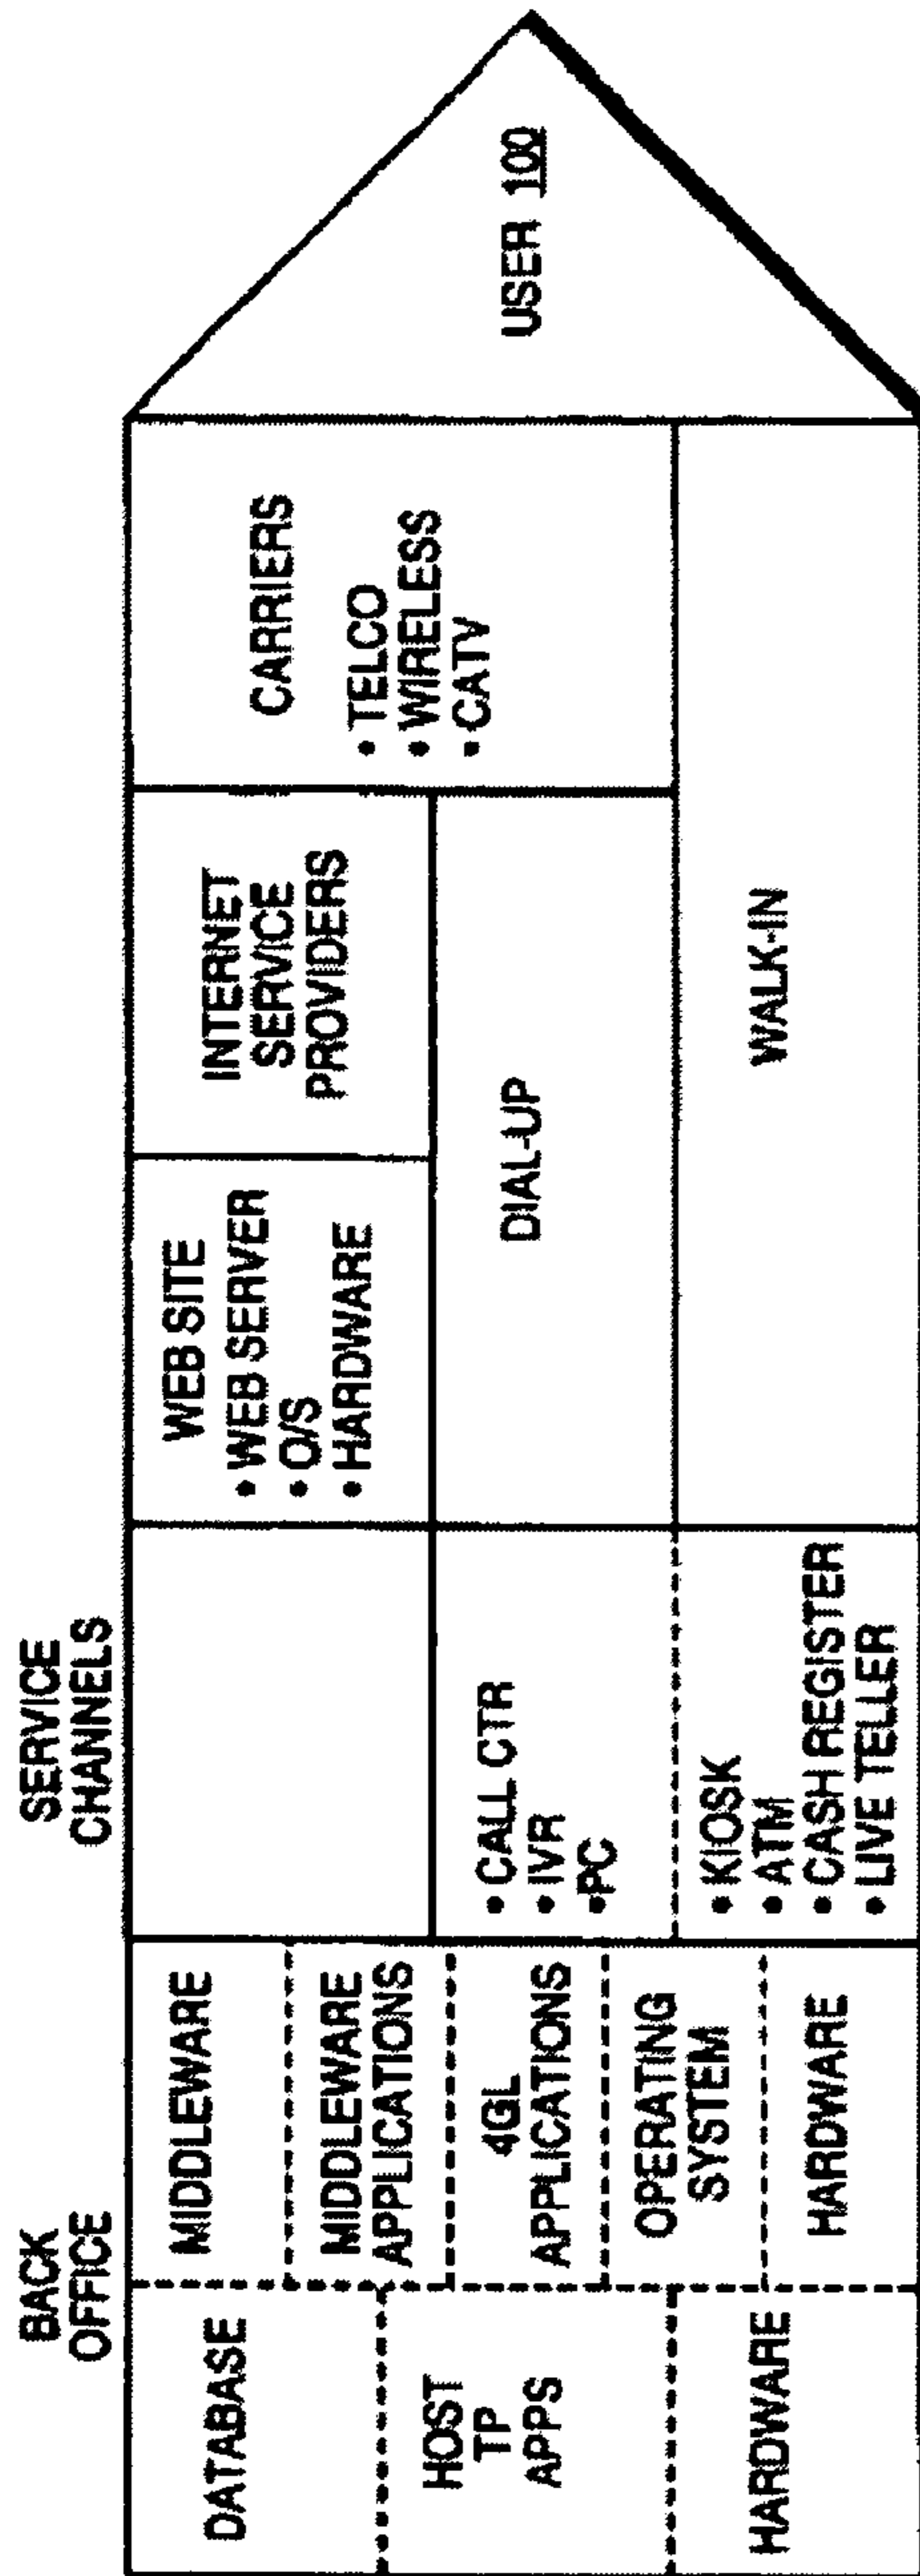 BACK
OFFICE
SERVICE
CHANNELS
DATABASE
HOST
TP
APPS
HARDWARE
MIDDLEWARE
MIDDLEWARE
APPLICATIONS
4GL
APPLICATIONS
OPERATING
SYSTEM
HARDWARE
• CALL CTR
• IVR
• PC
• KIOSK
• ATM
• CASH REGISTER
• LIVE TELLER
WEB SITE
• WEB SERVER
• O/S
• HARDWARE
INTERNET
SERVICE
PROVIDERS
DIAL-UP
WALK-IN
CARRIERS
• TELCO
• WIRELESS
• CATV
USER 100